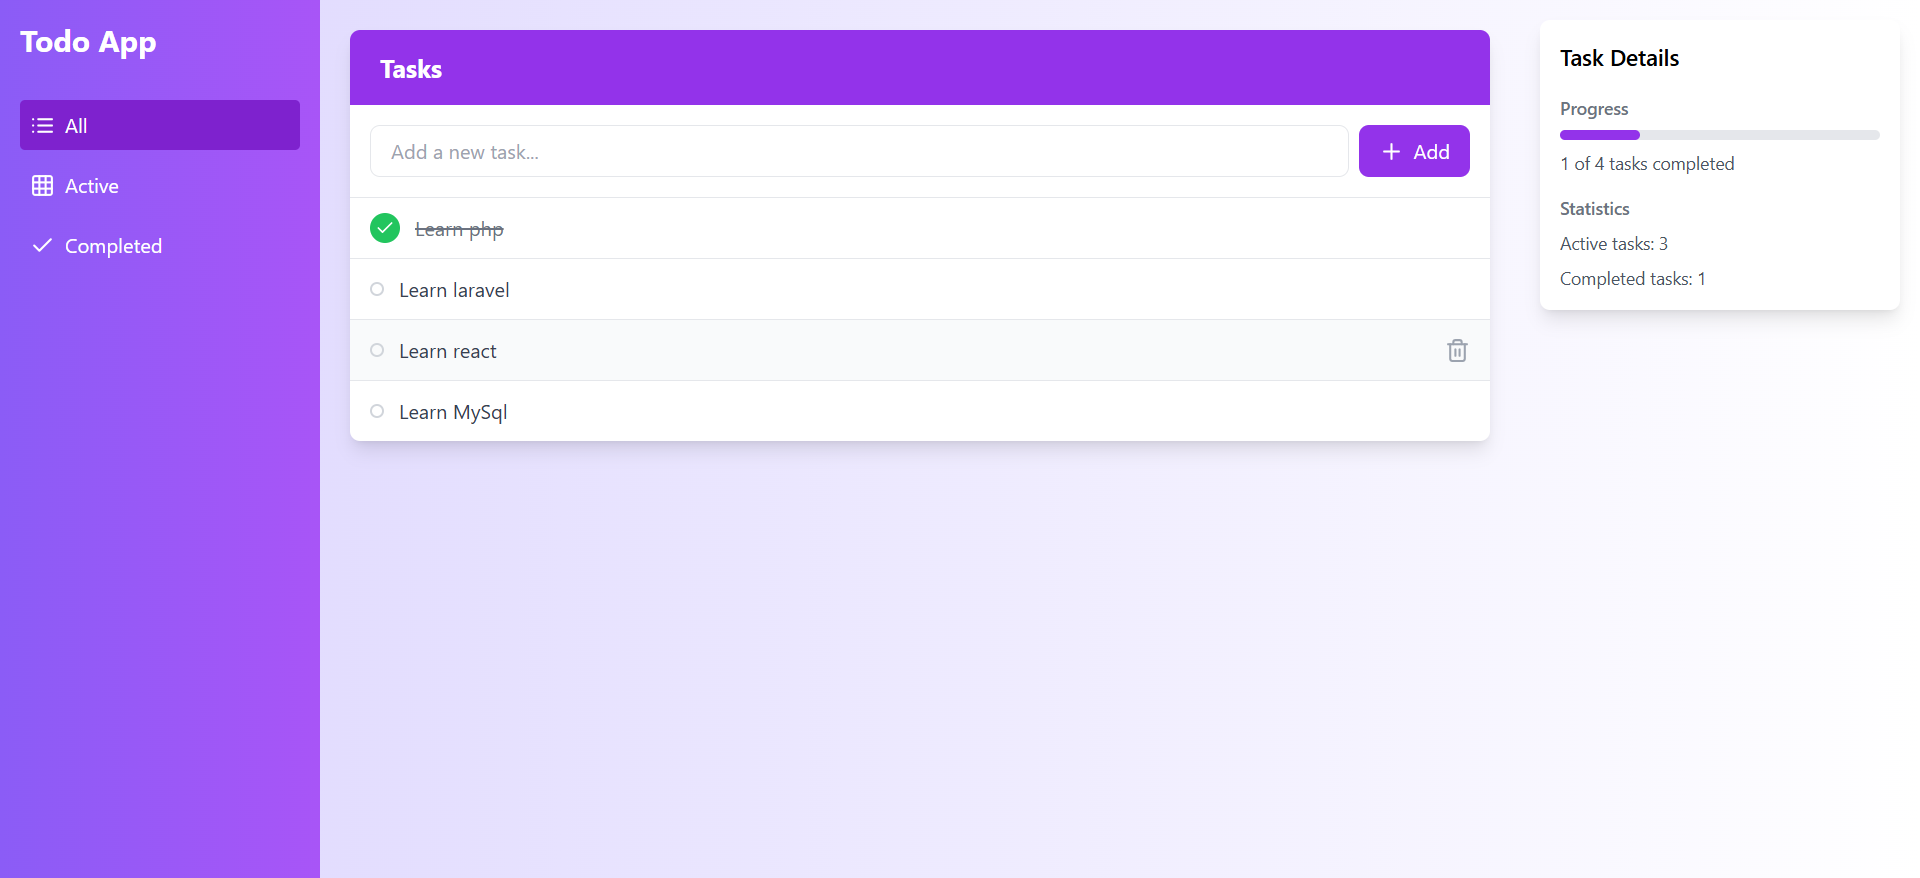 Todo App
All
Active
Completed
Tasks
Add a new task...
Add
Learn php
Learn laravel
Learn react
Learn MySql
Task Details
Progress
1 of 4 tasks completed
Statistics
Active tasks: 3
Completed tasks: 1